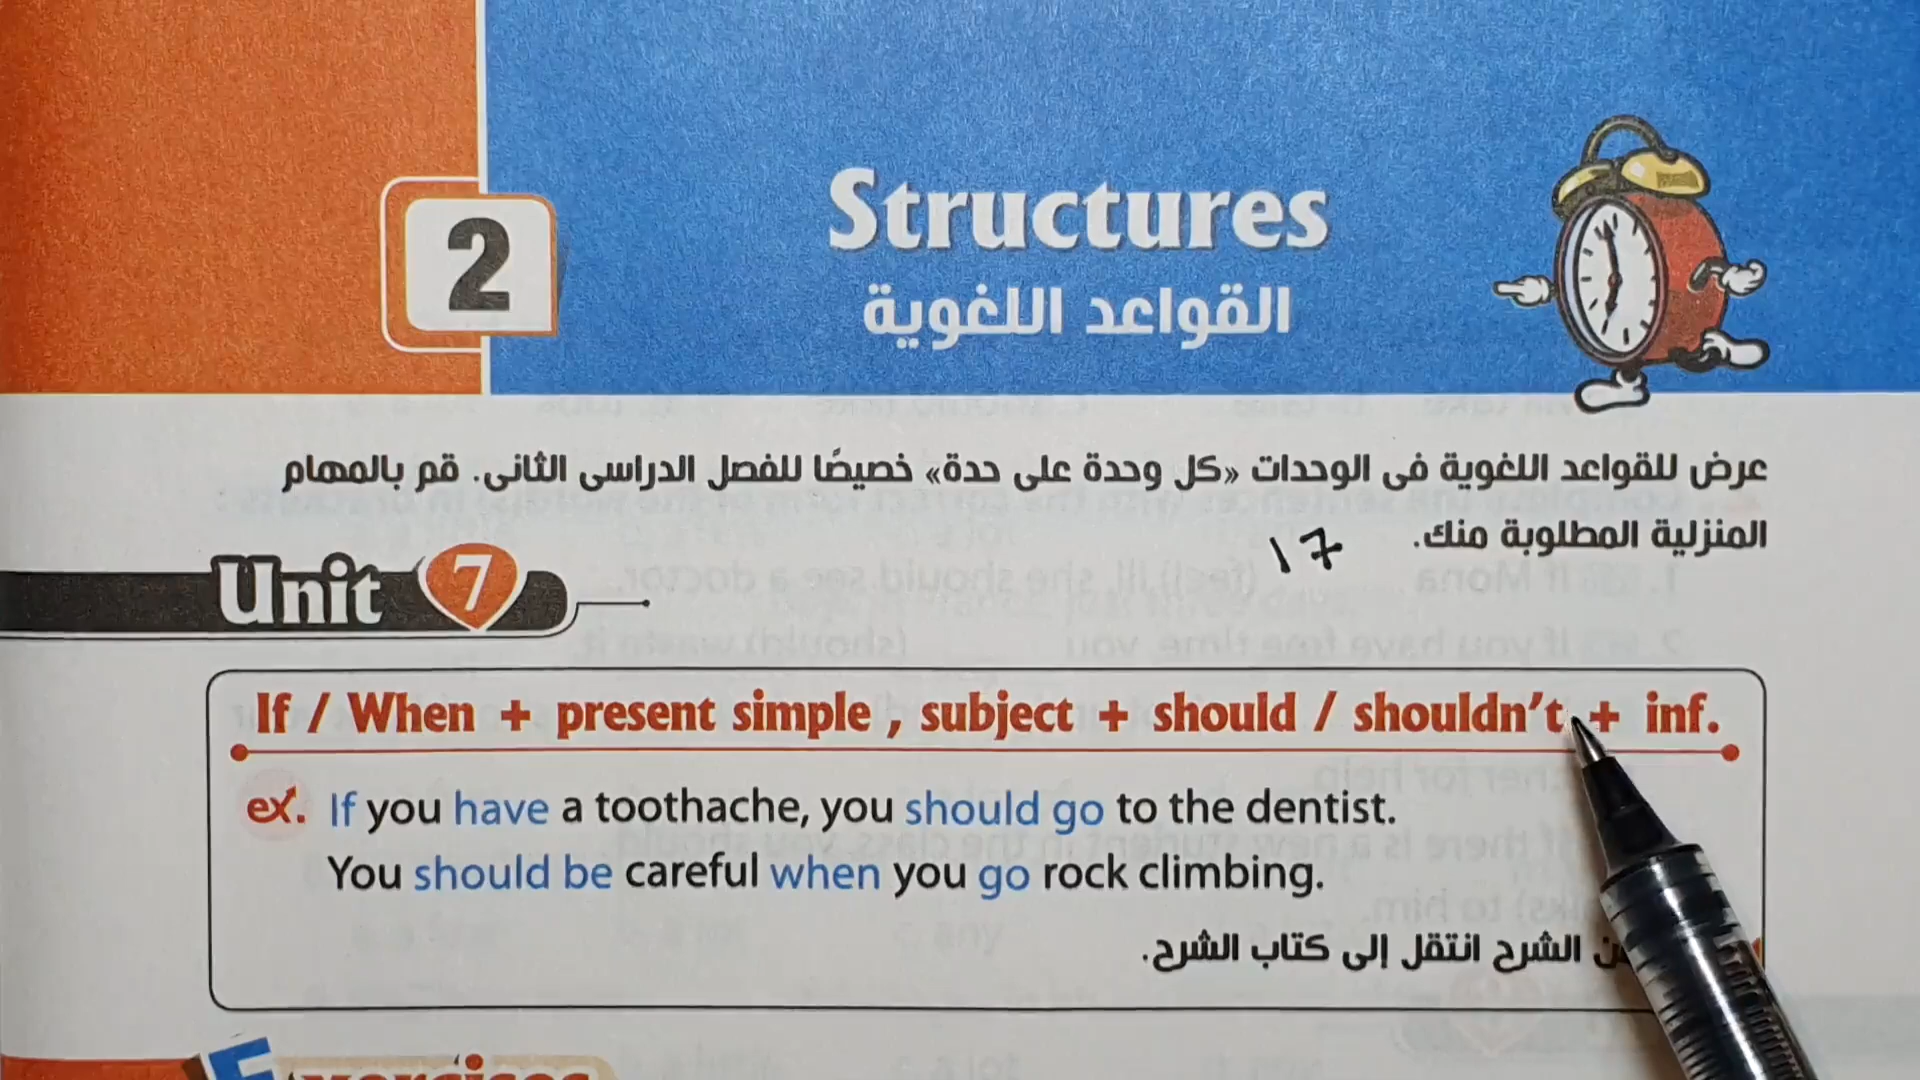 2
Structures
القواعد اللغوية
عرض للقواعد اللغوية فى الوحدات «كل وحدة على حدة» خصيصًا للفصل الدراسى الثانى. قم بالمهام
المنزلية المطلوبة منك.
١٧
Unit 7
If / When + present simple , subject + should / shouldn't + inf.
ex. If you have a toothache, you should go to the dentist.
You should be careful when you go rock climbing.
الشرح انتقل إلى كتاب الشرح.
Exercises